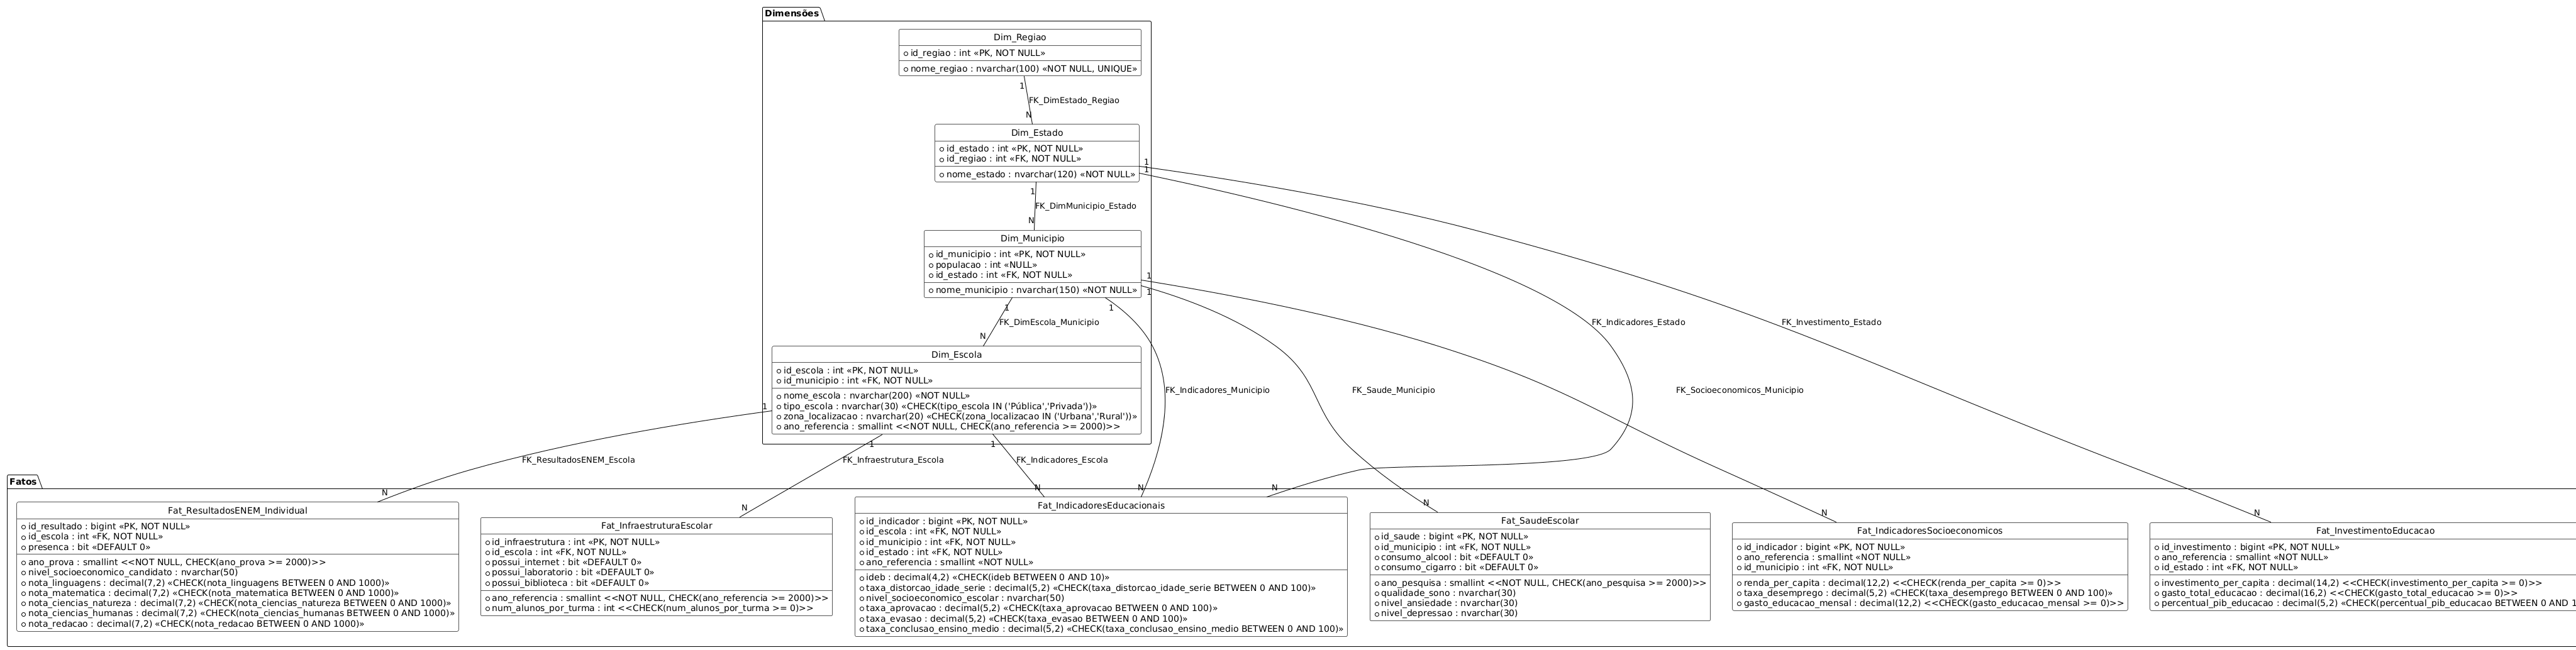 Dimensões
Dim_Regiao
id_regiao : int «PK, NOT NULL»
nome_regiao : nvarchar(100) «NOT NULL, UNIQUE»
1
FK_DimEstado_Regiao
N
Dim_Estado
id_estado : int «PK, NOT NULL»
id_regiao : int «FK, NOT NULL»
nome_estado : nvarchar(120) «NOT NULL»
1
1
1
FK_DimMunicipio_Estado
N
Dim_Municipio
id_municipio : int «PK, NOT NULL»
populacao : int «NULL»
id_estado : int «FK, NOT NULL»
nome_municipio : nvarchar(150) «NOT NULL»
1
1
1
1
FK_DimEscola_Municipio
FK_Indicadores_Estado
FK_Investimento_Estado
N
Dim_Escola
id_escola : int «PK, NOT NULL»
id_municipio : int «FK, NOT NULL»
nome_escola : nvarchar(200) «NOT NULL»
tipo_escola : nvarchar(30) «CHECK(tipo_escola IN ('Pública','Privada'))»
zona_localizacao : nvarchar(20) «CHECK(zona_localizacao IN ('Urbana','Rural'))»
ano_referencia : smallint <<NOT NULL, CHECK(ano_referencia >= 2000)>>
FK_Indicadores_Municipio
FK_Saude_Municipio
FK_Socioeconomicos_Municipio
1
1
1
FK_ResultadosENEM_Escola
FK_Infraestrutura_Escola
FK_Indicadores_Escola
Fatos
N
N
N
N
N
N
N
N
Fat_ResultadosENEM_Individual
id_resultado : bigint «PK, NOT NULL»
id_escola : int «FK, NOT NULL»
presenca : bit «DEFAULT 0»
ano_prova : smallint <<NOT NULL, CHECK(ano_prova >= 2000)>>
nivel_socioeconomico_candidato : nvarchar(50)
nota_linguagens : decimal(7,2) «CHECK(nota_linguagens BETWEEN 0 AND 1000)»
nota_matematica : decimal(7,2) «CHECK(nota_matematica BETWEEN 0 AND 1000)»
nota_ciencias_natureza : decimal(7,2) «CHECK(nota_ciencias_natureza BETWEEN 0 AND 1000)»
nota_ciencias_humanas : decimal(7,2) «CHECK(nota_ciencias_humanas BETWEEN 0 AND 1000)»
nota_redacao : decimal(7,2) «CHECK(nota_redacao BETWEEN 0 AND 1000)»
Fat_InfraestruturaEscolar
id_infraestrutura : int «PK, NOT NULL»
id_escola : int «FK, NOT NULL»
possui_internet : bit «DEFAULT 0»
possui_laboratorio : bit «DEFAULT 0»
possui_biblioteca : bit «DEFAULT 0»
ano_referencia : smallint <<NOT NULL, CHECK(ano_referencia >= 2000)>>
num_alunos_por_turma : int <<CHECK(num_alunos_por_turma >= 0)>>
Fat_IndicadoresEducacionais
id_indicador : bigint «PK, NOT NULL»
id_escola : int «FK, NOT NULL»
id_municipio : int «FK, NOT NULL»
id_estado : int «FK, NOT NULL»
ano_referencia : smallint «NOT NULL»
ideb : decimal(4,2) «CHECK(ideb BETWEEN 0 AND 10)»
taxa_distorcao_idade_serie : decimal(5,2) «CHECK(taxa_distorcao_idade_serie BETWEEN 0 AND 100)»
nivel_socioeconomico_escolar : nvarchar(50)
taxa_aprovacao : decimal(5,2) «CHECK(taxa_aprovacao BETWEEN 0 AND 100)»
taxa_evasao : decimal(5,2) «CHECK(taxa_evasao BETWEEN 0 AND 100)»
taxa_conclusao_ensino_medio : decimal(5,2) «CHECK(taxa_conclusao_ensino_medio BETWEEN 0 AND 100)»
Fat_SaudeEscolar
id_saude : bigint «PK, NOT NULL»
id_municipio : int «FK, NOT NULL»
consumo_alcool : bit «DEFAULT 0»
consumo_cigarro : bit «DEFAULT 0»
ano_pesquisa : smallint <<NOT NULL, CHECK(ano_pesquisa >= 2000)>>
qualidade_sono : nvarchar(30)
nivel_ansiedade : nvarchar(30)
nivel_depressao : nvarchar(30)
Fat_IndicadoresSocioeconomicos
id_indicador : bigint «PK, NOT NULL»
ano_referencia : smallint «NOT NULL»
id_municipio : int «FK, NOT NULL»
renda_per_capita : decimal(12,2) <<CHECK(renda_per_capita >= 0)>>
taxa_desemprego : decimal(5,2) «CHECK(taxa_desemprego BETWEEN 0 AND 100)»
gasto_educacao_mensal : decimal(12,2) <<CHECK(gasto_educacao_mensal >= 0)>>
Fat_InvestimentoEducacao
id_investimento : bigint «PK, NOT NULL»
ano_referencia : smallint «NOT NULL»
id_estado : int «FK, NOT NULL»
investimento_per_capita : decimal(14,2) <<CHECK(investimento_per_capita >= 0)>>
gasto_total_educacao : decimal(16,2) <<CHECK(gasto_total_educacao >= 0)>>
percentual_pib_educacao : decimal(5,2) «CHECK(percentual_pib_educacao BETWEEN 0 AND 1